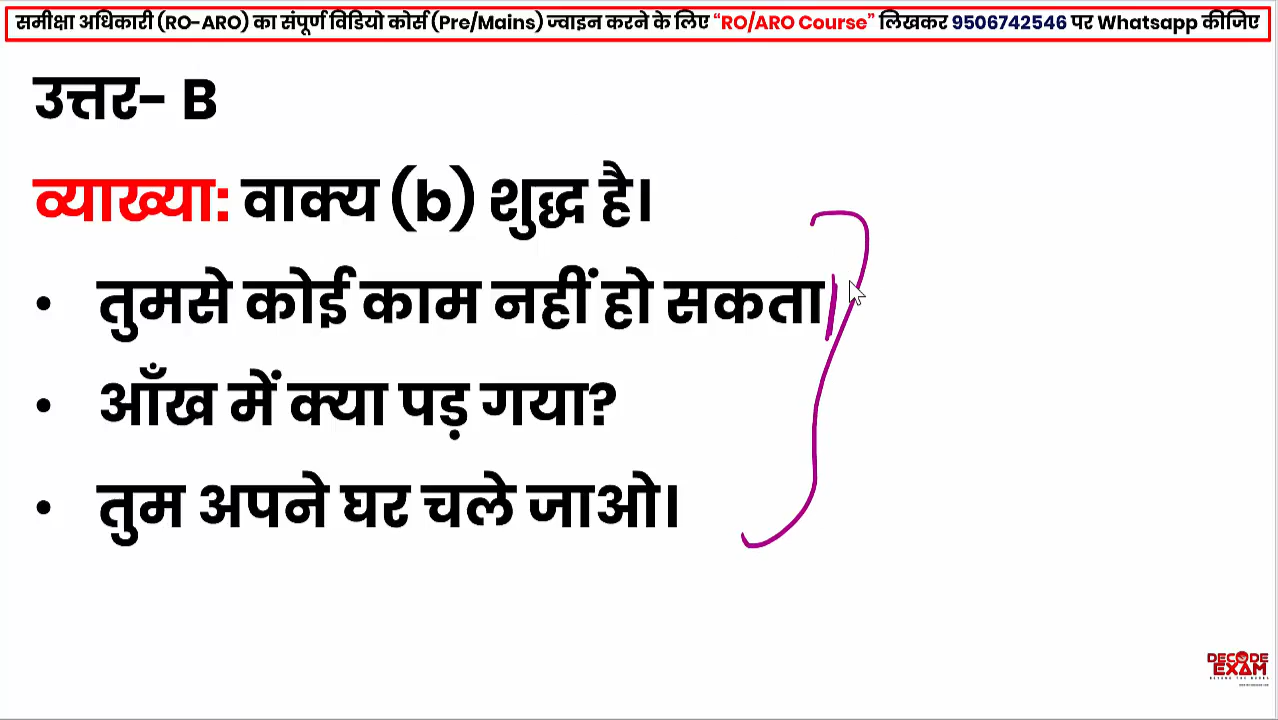 समीक्षा अधिकारी (RO-ARO) का संपूर्ण विडियो कोर्स (Pre/Mains) ज्वाइन करने के लिए “RO/ARO Course” लिखकर 9506742546 पर Whatsapp कीजिए
उत्तर- B
व्याख्या: वाक्य (b) शुद्ध है।
• तुमसे कोई काम नहीं हो सकता।
• आँख में क्या पड़ गया?
• तुम अपने घर चले जाओ।
DECODE
EXAM